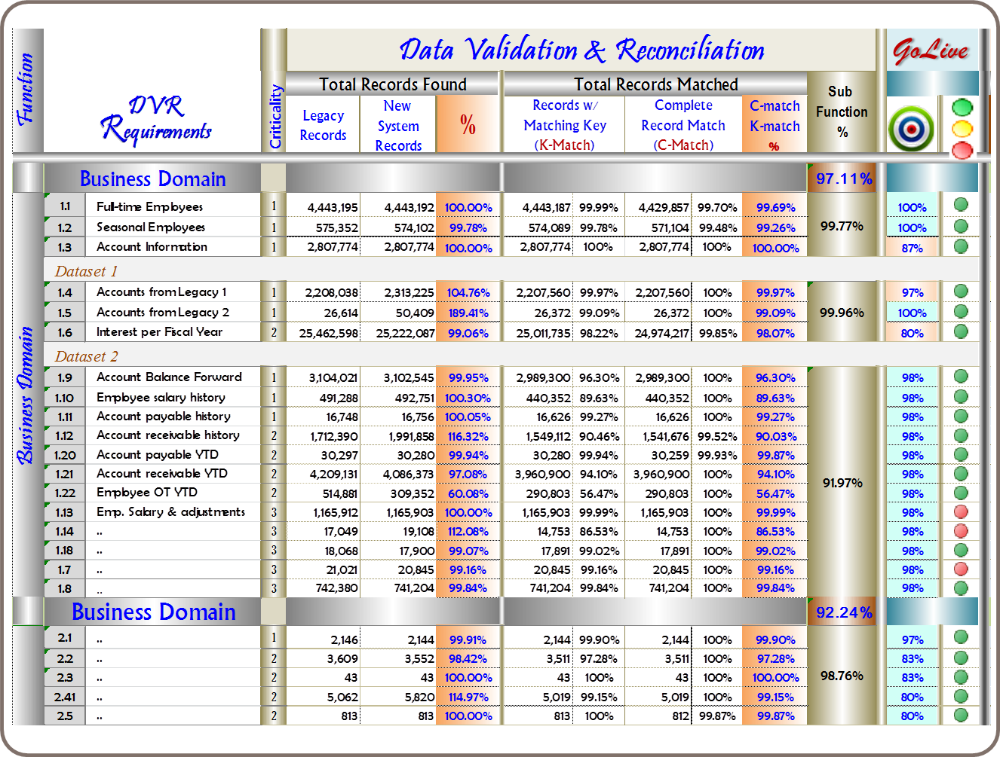 Data Validation & Reconciliation
GoLive
Function
DVR
Requirements
Criticality
Total Records Found
Total Records Matched
Legacy
Records
New
System
Records
%
Records w/
Matching Key
(K-Match)
Complete
Record Match
(C-Match)
C-match
K-match
%
Sub
Function
%
Business Domain 97.11%
Business Domain
1.1 Full-time Employees 1 4,443,195 4,443,192 100.00% 4,443,187 99.99% 4,429,857 99.70% 99.69% 100%
99.77%
1.2 Seasonal Employees 1 575,352 574,102 99.78% 574,089 99.78% 571,104 99.48% 99.26% 100%
1.3 Account Information 1 2,807,774 2,807,774 100.00% 2,807,774 100% 2,807,774 100% 100.00% 87%
Dataset 1
1.4 Accounts from Legacy 1 1 2,208,038 2,313,225 104.76% 2,207,560 99.97% 2,207,560 100% 99.97% 97%
1.5 Accounts from Legacy 2 1 26,614 50,409 189.41% 26,372 99.09% 26,372 100% 99.09% 99.96% 100%
1.6 Interest per Fiscal Year 2 25,462,598 25,222,087 99.06% 25,011,735 98.22% 24,974,217 99.85% 98.07% 80%
Dataset 2
1.9 Account Balance Forward 1 3,104,021 3,102,545 99.95% 2,989,300 96.30% 2,989,300 100% 96.30% 98%
1.10 Employee salary history 1 491,288 492,751 100.30% 440,352 89.63% 440,352 100% 89.63% 98%
1.11 Account payable history 1 16,748 16,756 100.05% 16,626 99.27% 16,626 100% 99.27% 98%
1.12 Account receivable history 2 1,712,390 1,991,858 116.32% 1,549,112 90.46% 1,541,676 99.52% 90.03% 98%
1.20 Account payable YTD 2 30,297 30,280 99.94% 30,280 99.94% 30,259 99.93% 99.87% 98%
1.21 Account receivable YTD 2 4,209,131 4,086,373 97.08% 3,960,900 94.10% 3,960,900 100% 94.10% 98%
91.97%
1.22 Employee OT YTD 2 514,881 309,352 60.08% 290,803 56.47% 290,803 100% 56.47% 98%
1.13 Emp. Salary & adjustments 3 1,165,912 1,165,903 100.00% 1,165,903 99.99% 1,165,903 100% 99.99% 98%
1.14 .. 3 17,049 19,108 112.08% 14,753 86.53% 14,753 100% 86.53% 98%
1.18 .. 3 18,068 17,900 99.07% 17,891 99.02% 17,891 100% 99.02% 98%
1.7 .. 3 21,021 20,845 99.16% 20,845 99.16% 20,845 100% 99.16% 98%
1.8 .. 3 742,380 741,204 99.84% 741,204 99.84% 741,204 100% 99.84% 98%
Business Domain 92.24%
2.1 .. 1 2,146 2,144 99.91% 2,144 99.90% 2,144 100% 99.90% 97%
2.2 .. 2 3,609 3,552 98.42% 3,511 97.28% 3,511 100% 97.28% 83%
2.3 .. 2 43 43 100.00% 43 100% 43 100% 100.00% 98.76% 83%
2.41 .. 2 5,062 5,820 114.97% 5,019 99.15% 5,019 100% 99.15% 80%
2.5 .. 2 813 813 100.00% 813 100% 812 99.87% 99.87% 80%